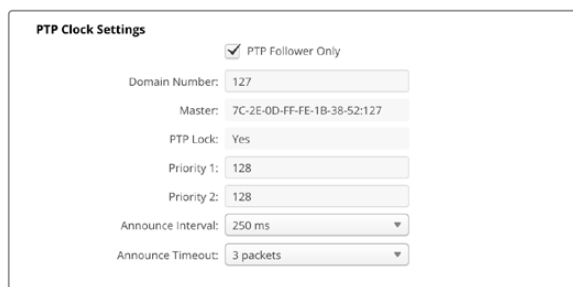 PTP Clock Settings
PTP Follower Only
Domain Number: 127
Master: 7C-2E-0D-FF-FE-1B-38-52:127
PTP Lock: Yes
Priority 1: 128
Priority 2: 128
Announce Interval: 250 ms
Announce Timeout: 3 packets